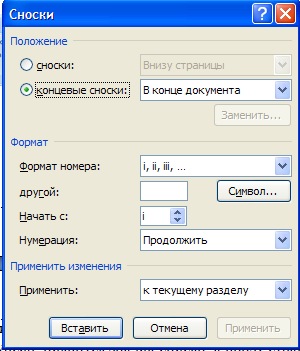 Сноски
Положение
сноски: Внизу страницы
концевые сноски: В конце документа
Заменить...
Формат
Формат номера: i, ii, iii, ...
другой: Символ...
Начать с: i
Нумерация: Продолжить
Применить изменения
Применить: к текущему разделу
Вставить Отмена Применить